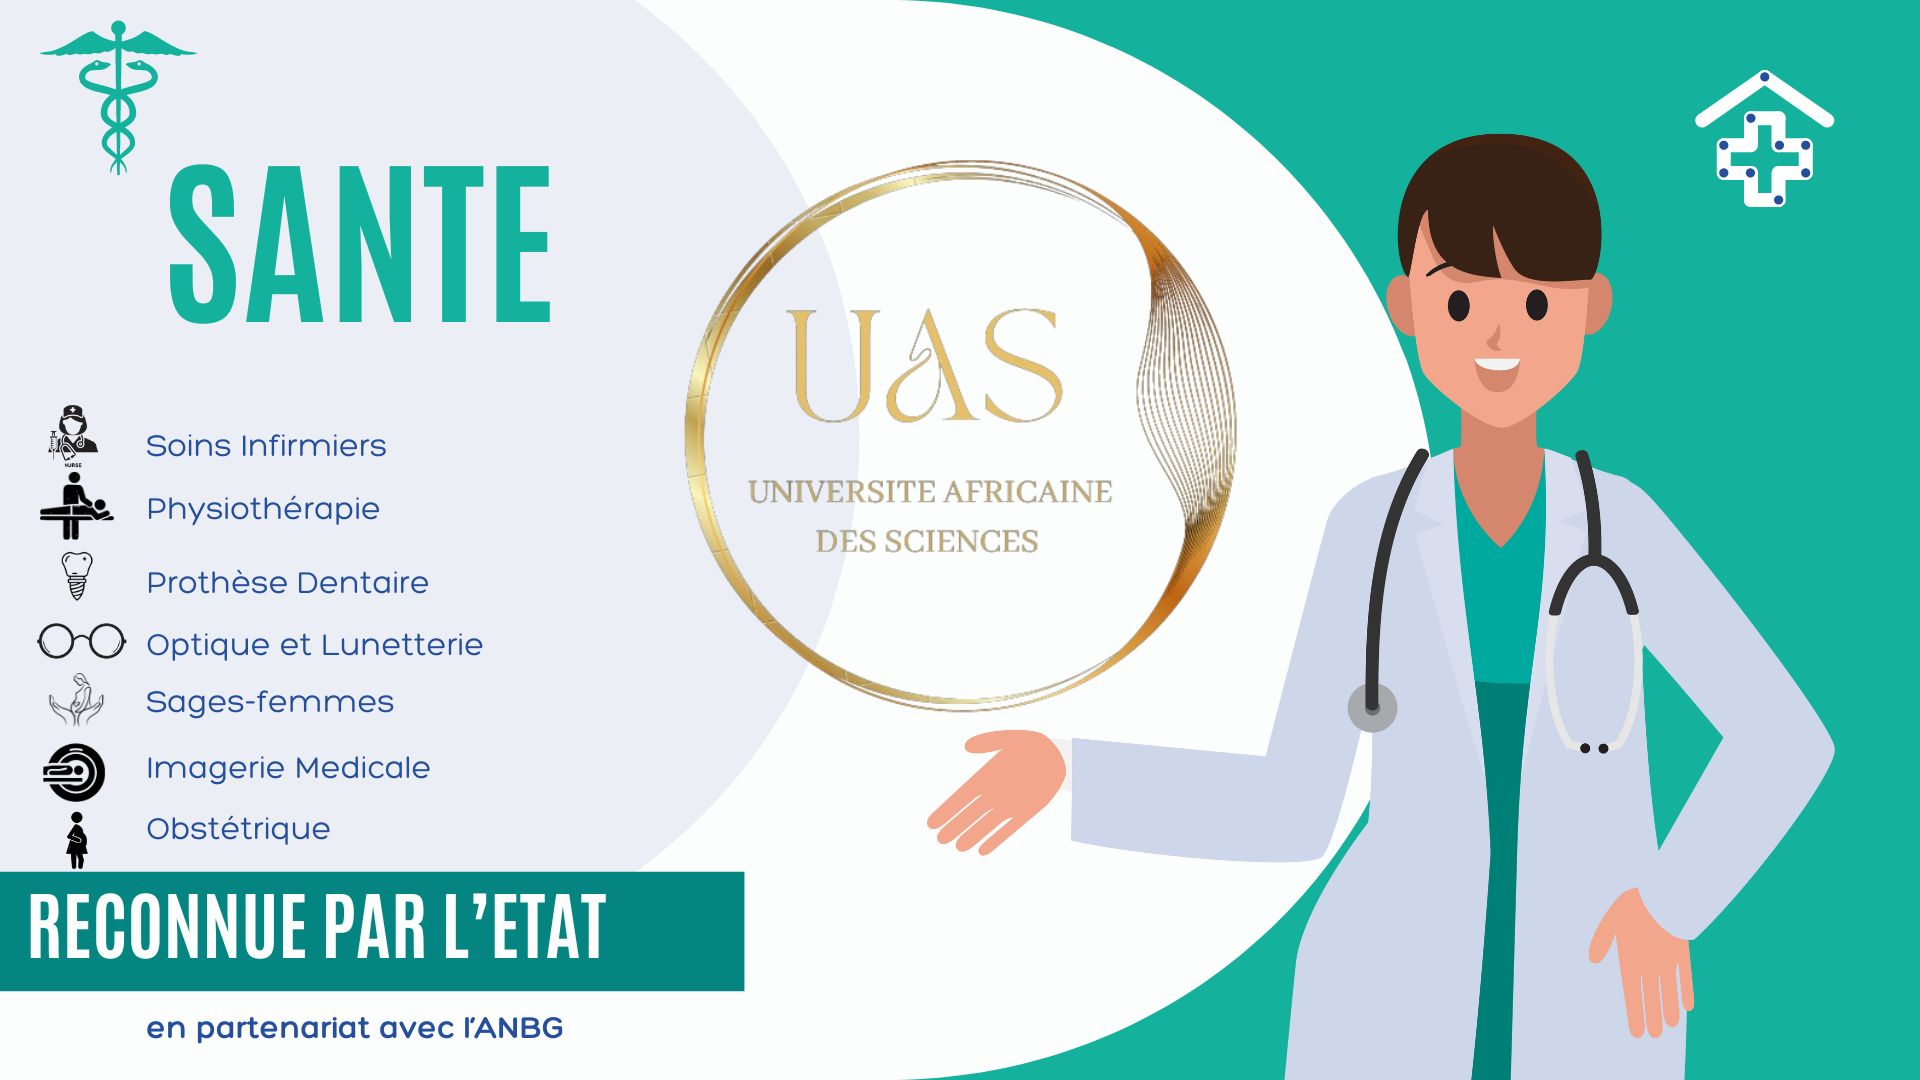 SANTE
UAS
UNIVERSITE AFRICAINE
DES SCIENCES
NURSE
Soins Infirmiers
Physiothérapie
Prothèse Dentaire
Optique et Lunetterie
Sages-femmes
Imagerie Medicale
Obstétrique
RECONNUE PAR L’ETAT
en partenariat avec l’ANBG